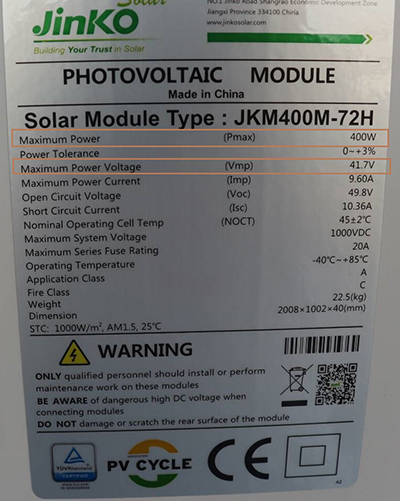 Solar
JinKO
Building Your Trust in Solar
NO.1 Jinko Road Shangrao Economic Development Zone
Jiangxi Province 334100 China
www.jinkosolar.com
PHOTOVOLTAIC MODULE
Made in China
Solar Module Type : JKM400M-72H
Maximum Power (Pmax) 400W
Power Tolerance 0~+3%
Maximum Power Voltage (Vmp) 41.7V
Maximum Power Current (Imp) 9.60A
Open Circuit Voltage (Voc) 49.8V
Short Circuit Current (Isc) 10.36A
Nominal Operating Cell Temp (NOCT) 45±2℃
Maximum System Voltage 1000VDC
Maximum Series Fuse Rating 20A
Operating Temperature -40℃~+85℃
Application Class A
Fire Class C
Weight 22.5(kg)
Dimension 2008×1002×40(mm)
STC: 1000W/m², AM1.5, 25℃
WARNING
ONLY qualified personnel should install or perform
maintenance work on these modules
BE AWARE of dangerous high DC voltage when
connecting modules
DO NOT damaging or scratch the rear surface of the module
TÜVRheinland
PV CYCLE
CE
A2